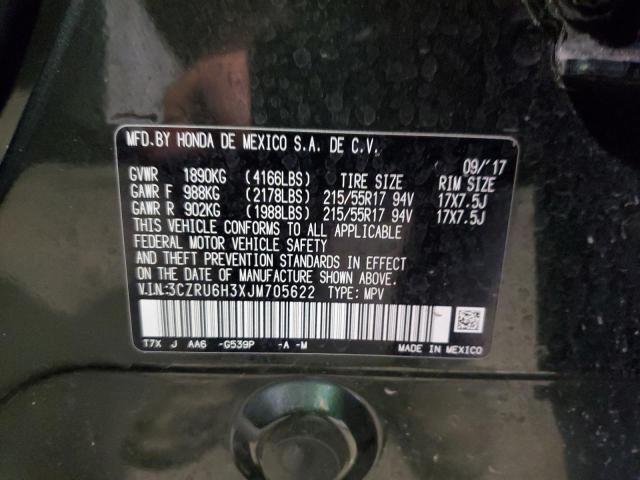 MFD.BY HONDA DE MEXICO S.A. DE C.V.
09/'17
GVWR 1890KG (4166LBS) TIRE SIZE RIM SIZE
GAWR F 988KG (2178LBS) 215/55R17 94V 17X7.5J
GAWR R 902KG (1988LBS) 215/55R17 94V 17X7.5J
THIS VEHICLE CONFORMS TO ALL APPLICABLE
FEDERAL MOTOR VEHICLE SAFETY
AND THEFT PREVENTION STANDARDS IN EFFECT
ON THE DATE OF MANUFACTURE SHOWN ABOVE.
V.I.N:3CZRU6H3XJM705622 TYPE: MPV
T7X J AA6 -G539P -A -M MADE IN MEXICO